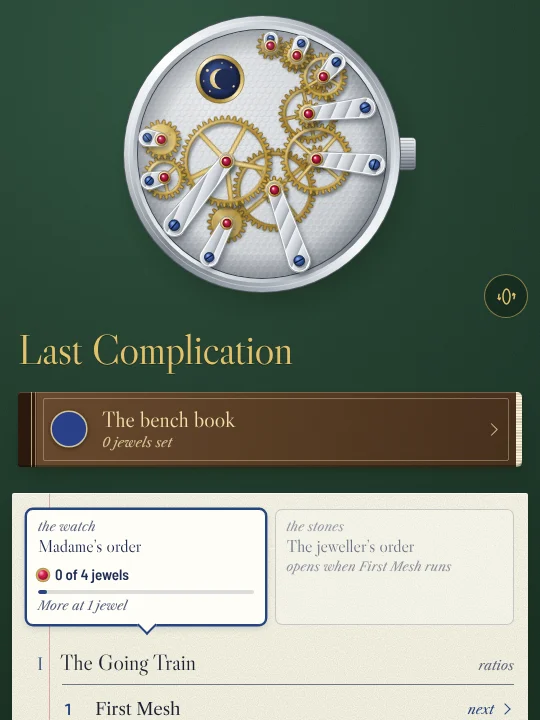 Last Complication
The bench book
0 jewels set
the watch
Madame's order
0 of 4 jewels
More at 1 jewel
the stones
The jeweller's order
opens when First Mesh runs
I The Going Train ratios
1 First Mesh next